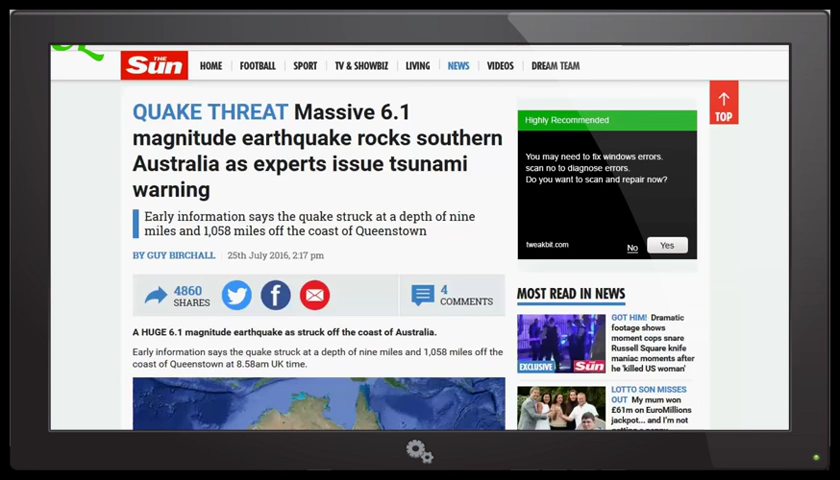 THE
Sun
HOME
FOOTBALL
SPORT
TV & SHOWBIZ
LIVING
NEWS
VIDEOS
DREAM TEAM
TOP
QUAKE THREAT Massive 6.1
magnitude earthquake rocks southern
Australia as experts issue tsunami
warning
Early information says the quake struck at a depth of nine
miles and 1,058 miles off the coast of Queenstown
BY GUY BIRCHALL
25th July 2016, 2:17 pm
4860
SHARES
4
COMMENTS
A HUGE 6.1 magnitude earthquake as struck off the coast of Australia.
Early information says the quake struck at a depth of nine miles and 1,058 miles off the
coast of Queenstown at 8.58am UK time.
Highly Recommended
You may need to fix windows errors.
scan no to diagnose errors.
Do you want to scan and repair now?
tweakbit.com
No
Yes
MOST READ IN NEWS
EXCLUSIVE
Sun
GOT HIM! Dramatic
footage shows
moment cops snare
Russell Square knife
maniac moments after
he 'killed US woman'
LOTTO SON MISSES
OUT My mum won
£61m on EuroMillions
jackpot... and I'm not